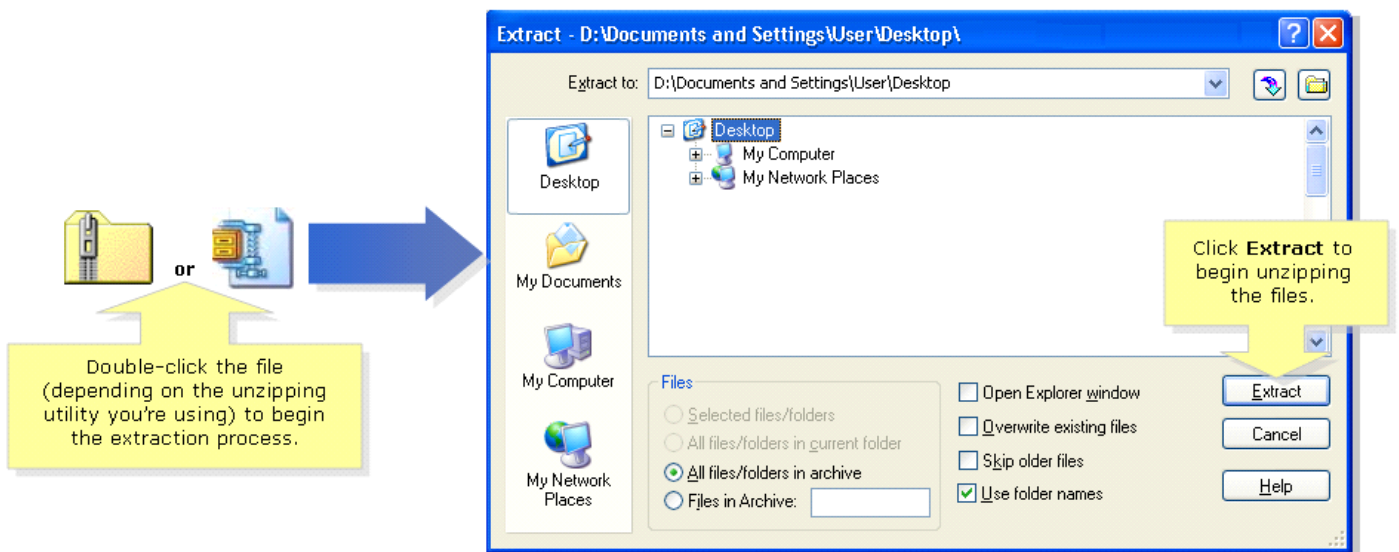 Extract - D:\Documents and Settings\User\Desktop\
Extract to:
D:\Documents and Settings\User\Desktop
Desktop
My Documents
My Computer
My Network
Places
Desktop
My Computer
My Network Places
or
Double-click the file
(depending on the unzipping
utility you're using) to begin
the extraction process.
Click Extract to
begin unzipping
the files.
Files
Selected files/folders
All files/folders in current folder
All files/folders in archive
Files in Archive:
Open Explorer window
Overwrite existing files
Skip older files
Use folder names
Extract
Cancel
Help